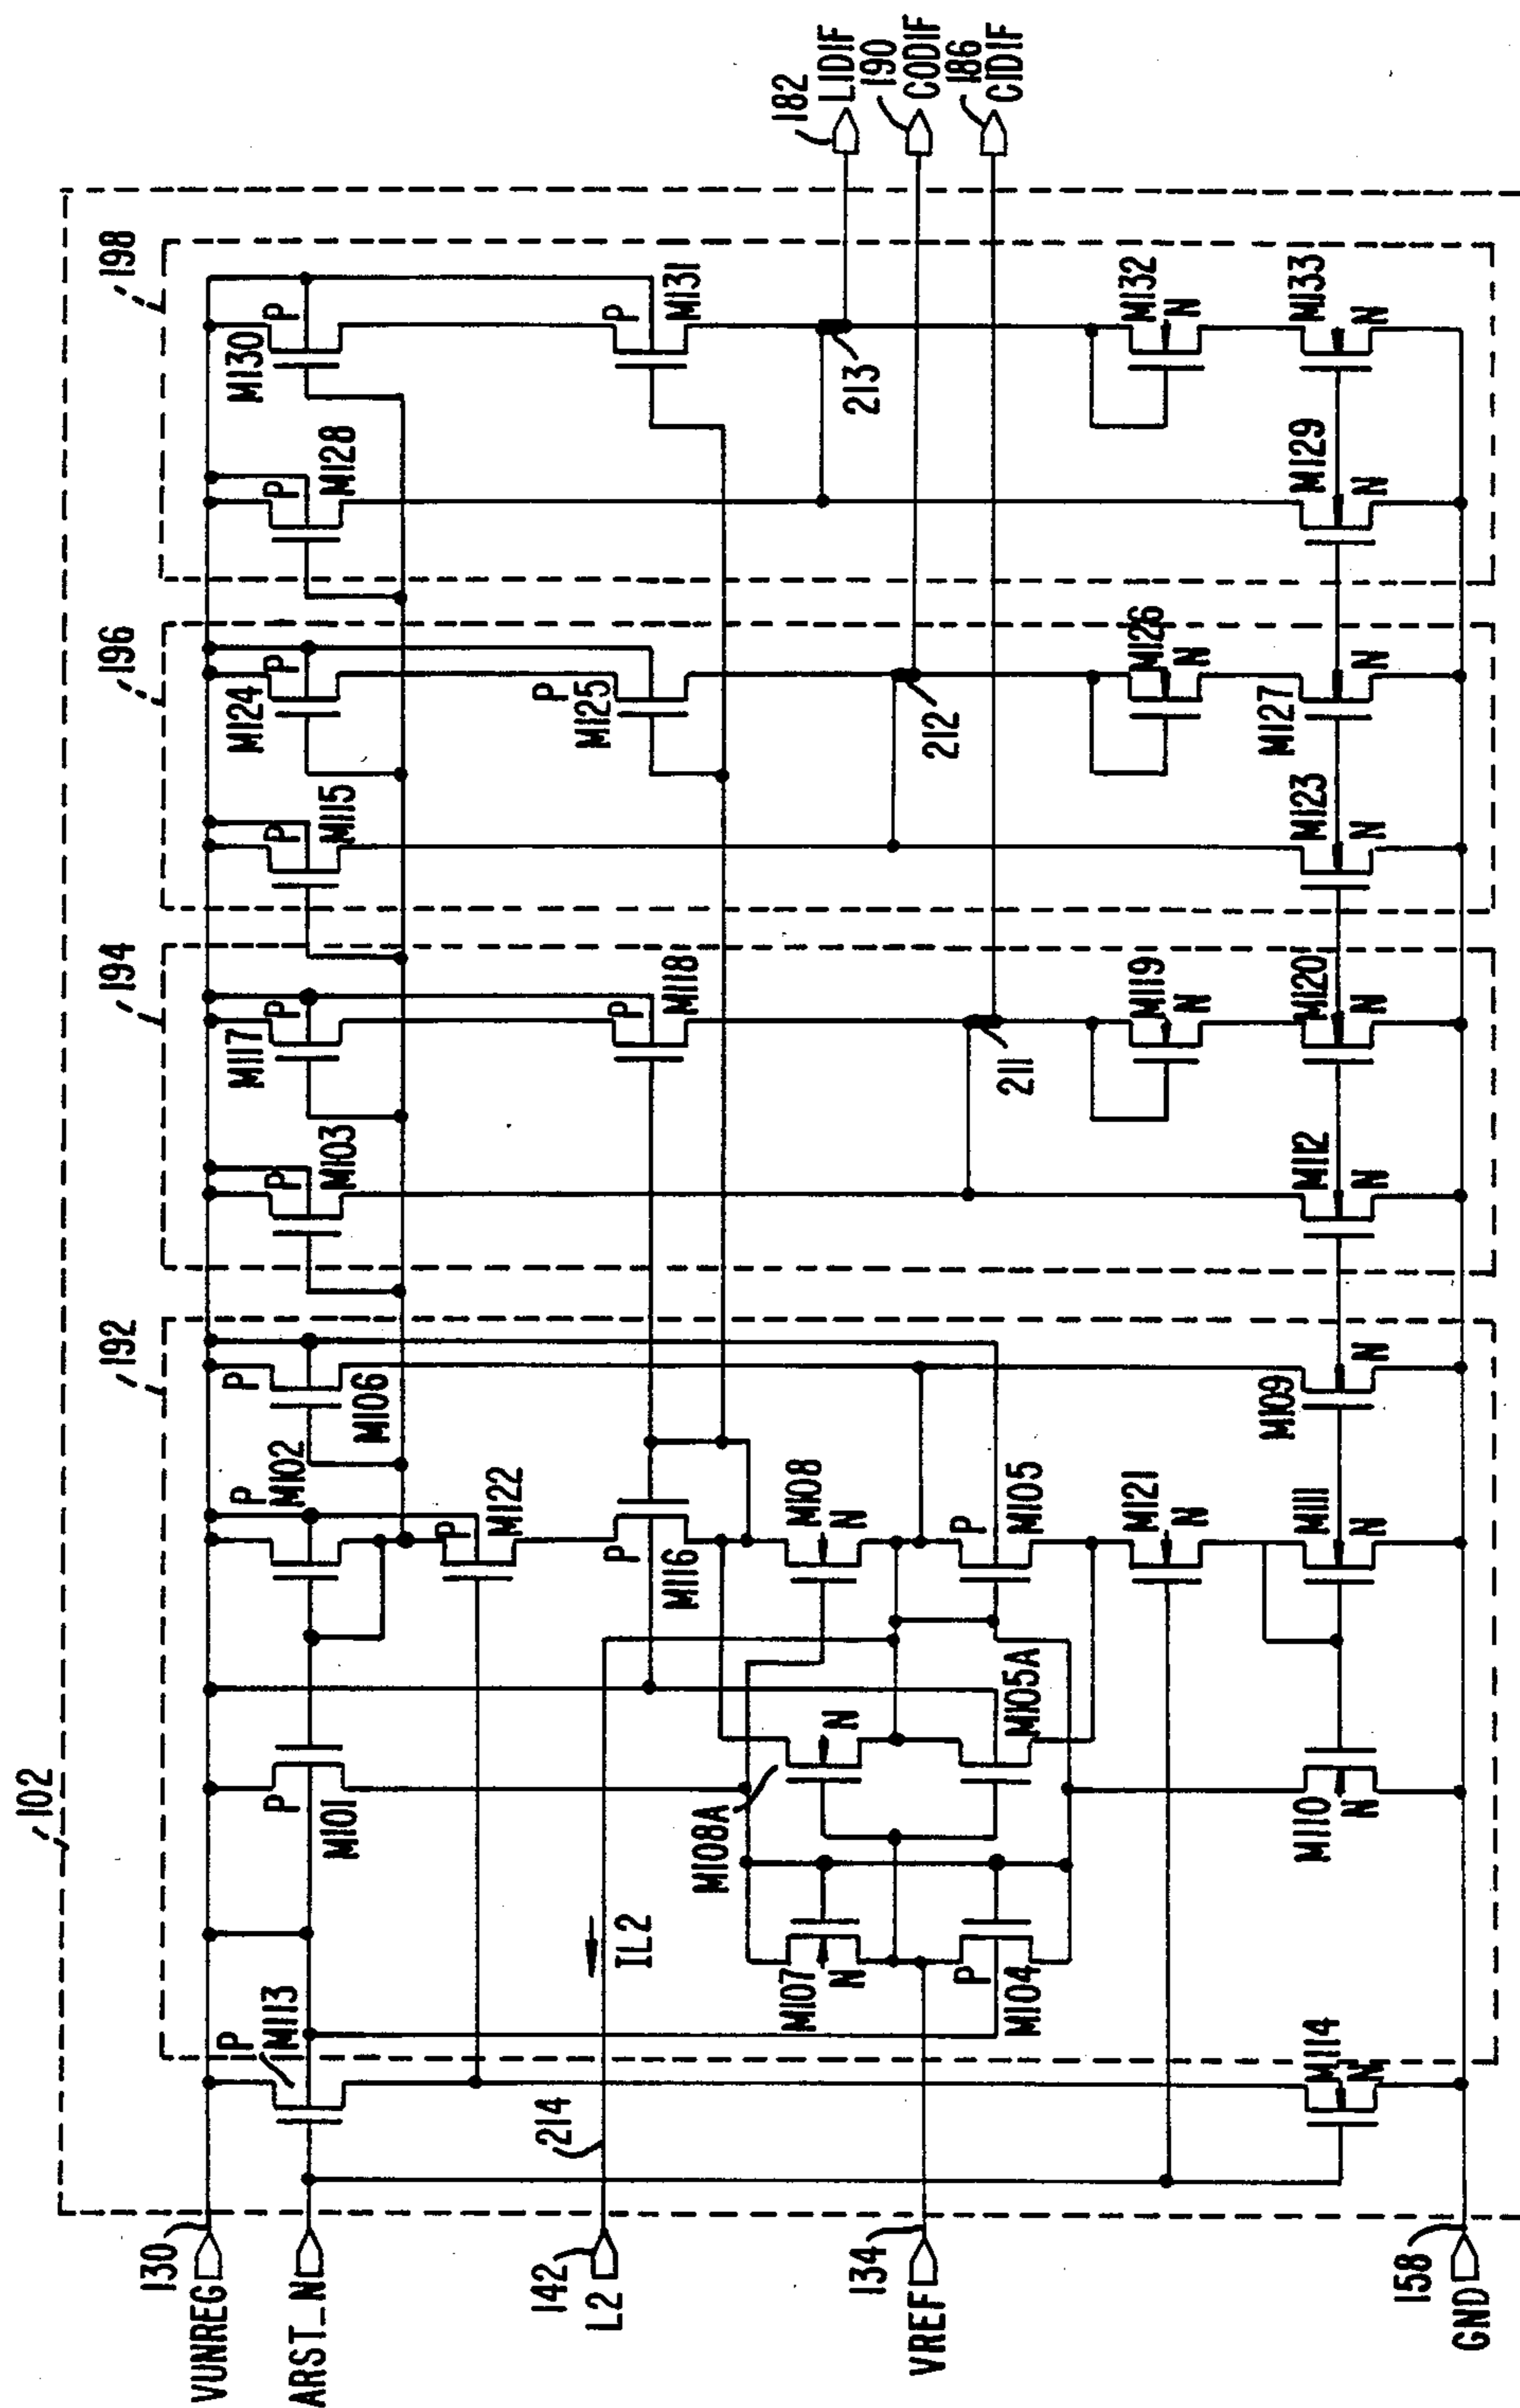 102
192
194
196
198
130
VUNREG
ARST_N
142
L2
214
IL2
134
VREF
158
GND
P
M113
P
M101
P
M102
P
M106
P
M103
P
M117
P
M115
P
M124
P
M128
P
M130
P
M122
P
M116
P
M118
P
M125
P
M131
M107
N
M108A
N
M108
N
P
M104
M105A
P
M105
M121
N
M114
N
M110
N
M111
N
M109
N
M112
N
M119
N
M120
N
M123
N
M126
N
M127
N
M129
N
M132
N
M133
N
211
212
213
182
LIDIF
190
CODIF
186
CIDIF